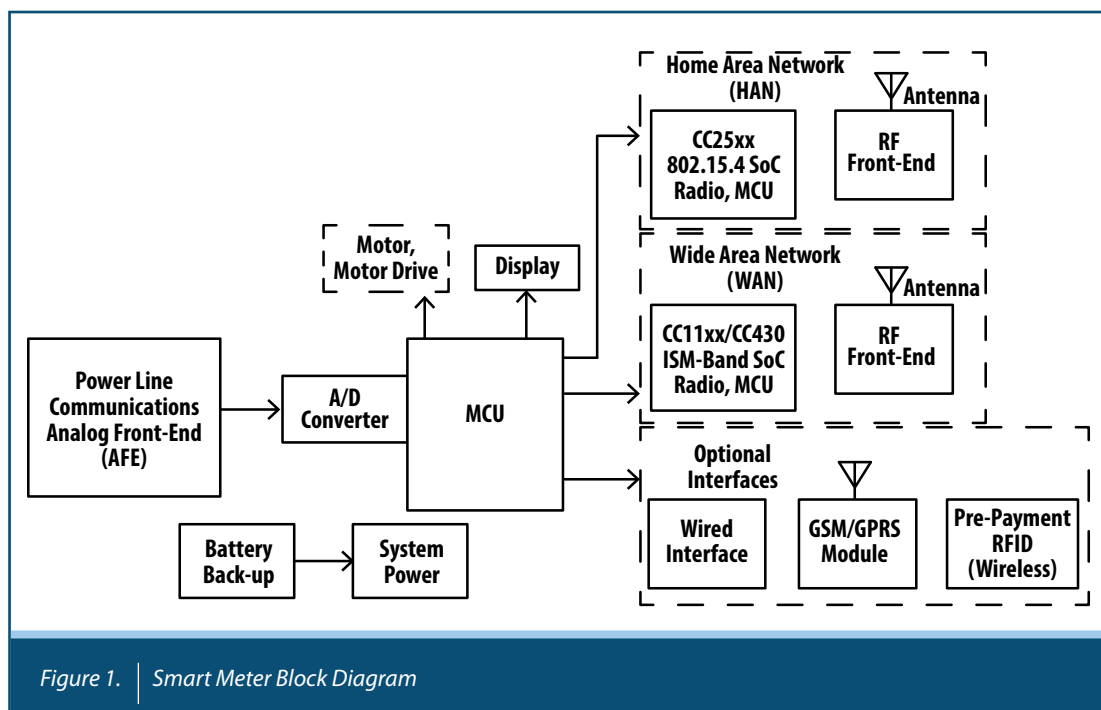 Home Area Network
(HAN)
Antenna
CC25xx
802.15.4 SoC
Radio, MCU
RF
Front-End
Wide Area Network
(WAN)
Antenna
CC11xx/CC430
ISM-Band SoC
Radio, MCU
RF
Front-End
Motor,
Motor Drive
Display
Power Line
Communications
Analog Front-End
(AFE)
A/D
Converter
MCU
Optional
Interfaces
Wired
Interface
GSM/GPRS
Module
Pre-Payment
RFID
(Wireless)
Battery
Back-up
System
Power
Figure 1. Smart Meter Block Diagram